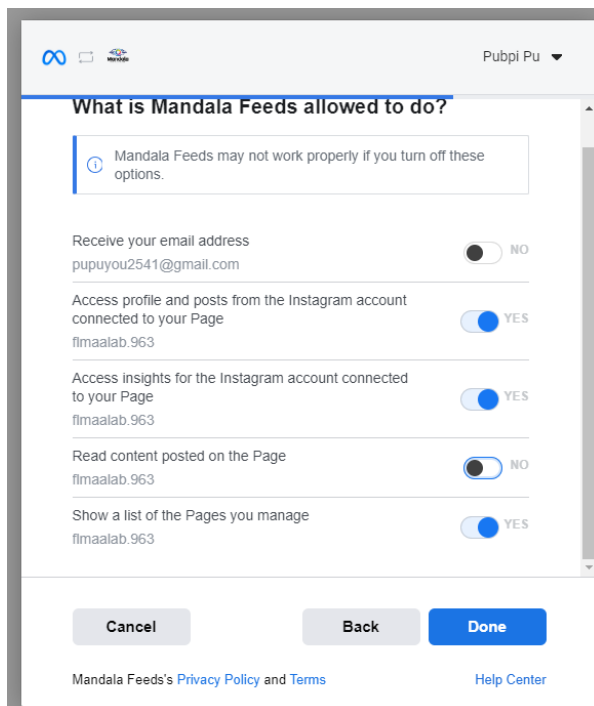 Mandala
Pubpi Pu
What is Mandala Feeds allowed to do?
Mandala Feeds may not work properly if you turn off these
options.
Receive your email address
pupuyou2541@gmail.com
NO
Access profile and posts from the Instagram account
connected to your Page
flmaalab.963
YES
Access insights for the Instagram account connected
to your Page
flmaalab.963
YES
Read content posted on the Page
flmaalab.963
NO
Show a list of the Pages you manage
flmaalab.963
YES
Cancel
Back
Done
Mandala Feeds's Privacy Policy and Terms
Help Center